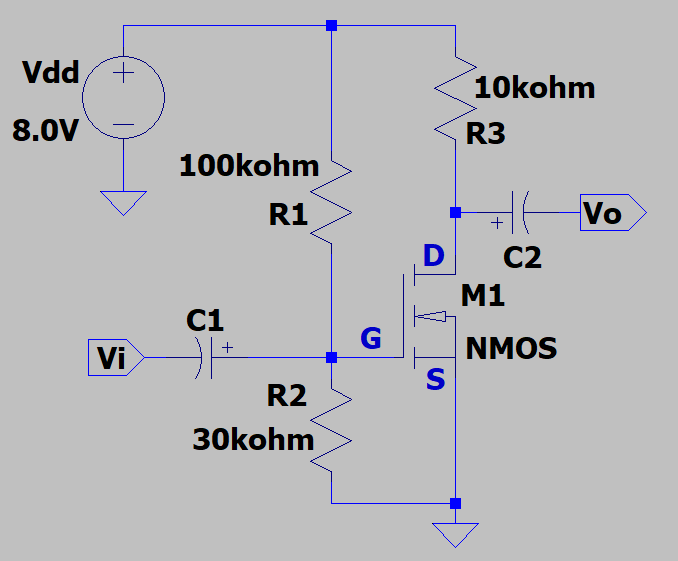 Vdd
8.0V
10kohm
R3
100kohm
R1
Vo
C2
D
M1
C1
G
NMOS
Vi
S
R2
30kohm